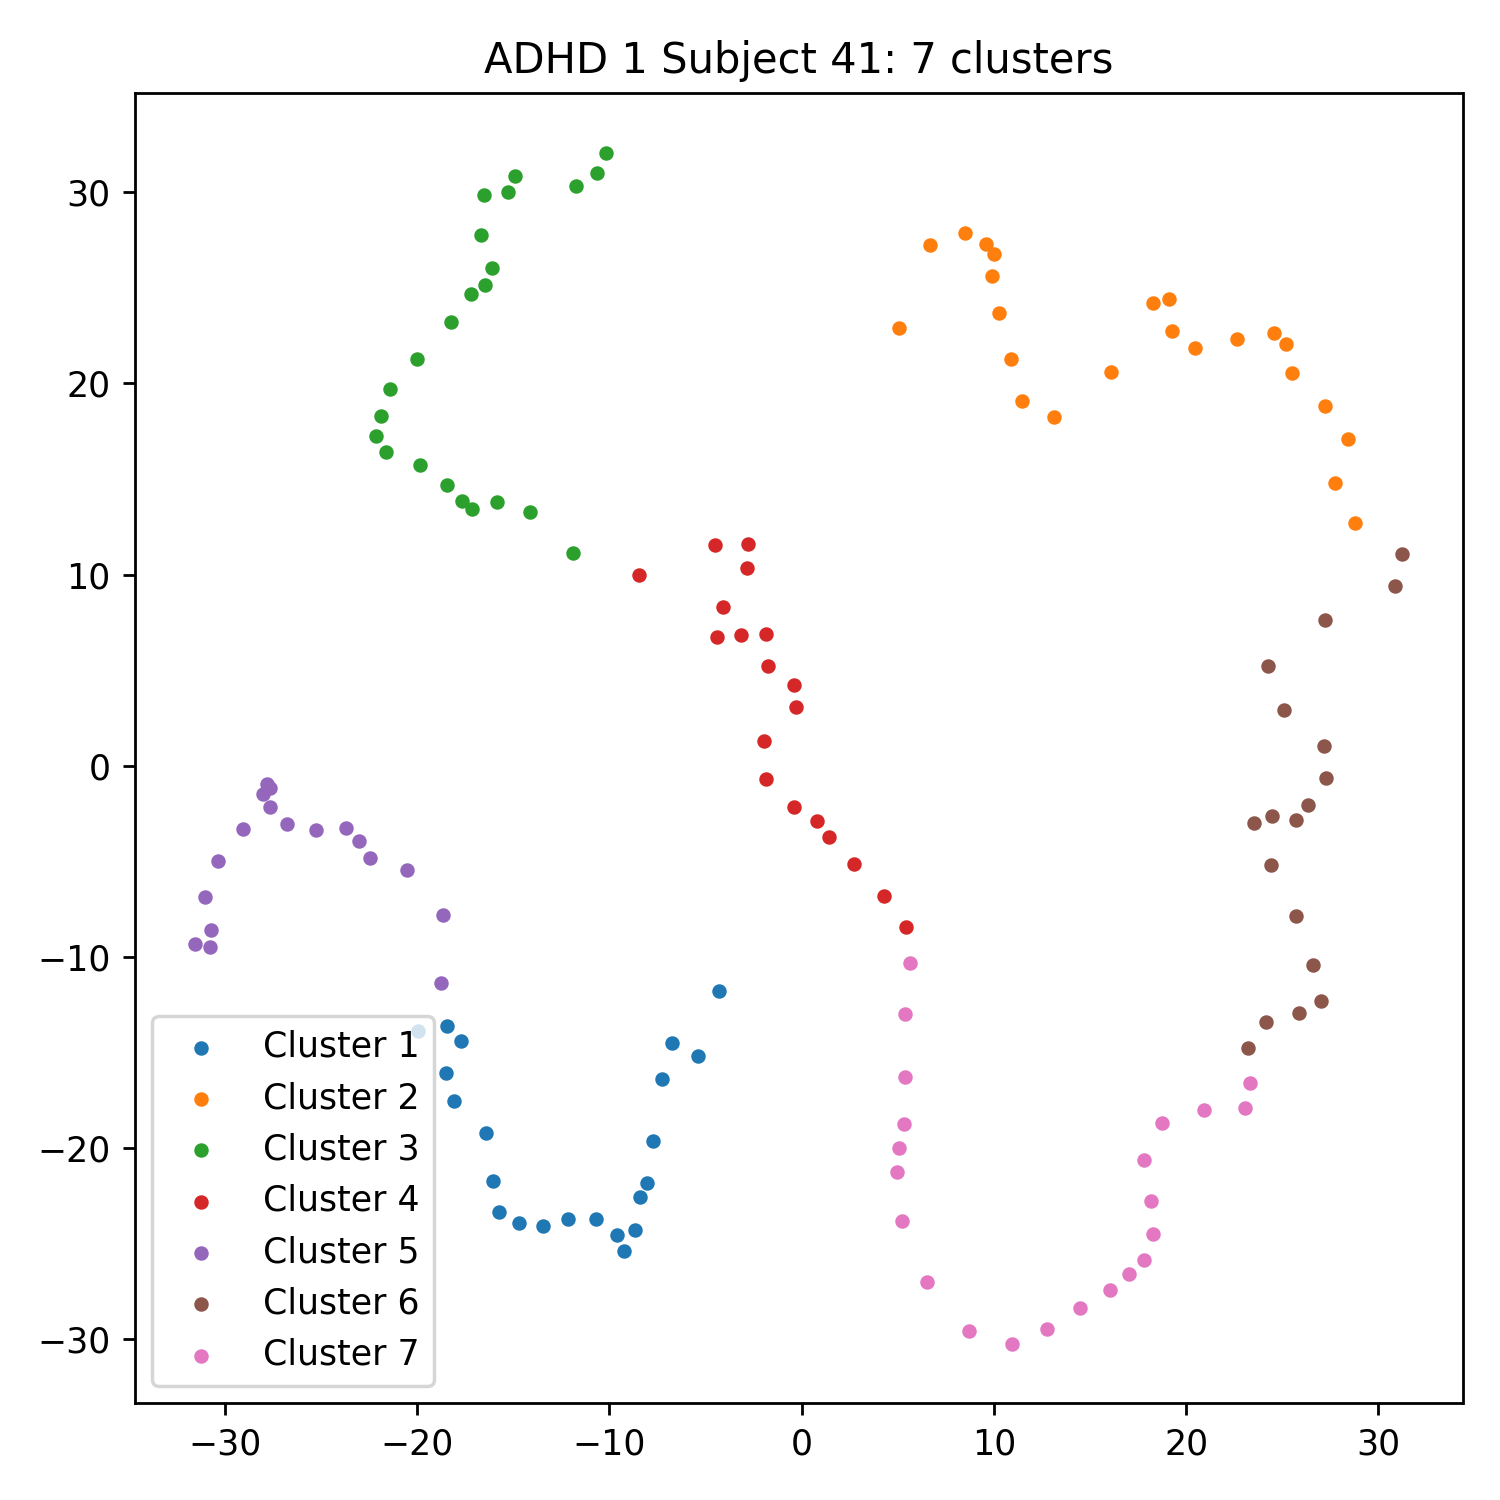 ADHD 1 Subject 41: 7 clusters
30
20
10
0
−10
−20
−30
Cluster 1
Cluster 2
Cluster 3
Cluster 4
Cluster 5
Cluster 6
Cluster 7
−30 −20 −10 0 10 20 30